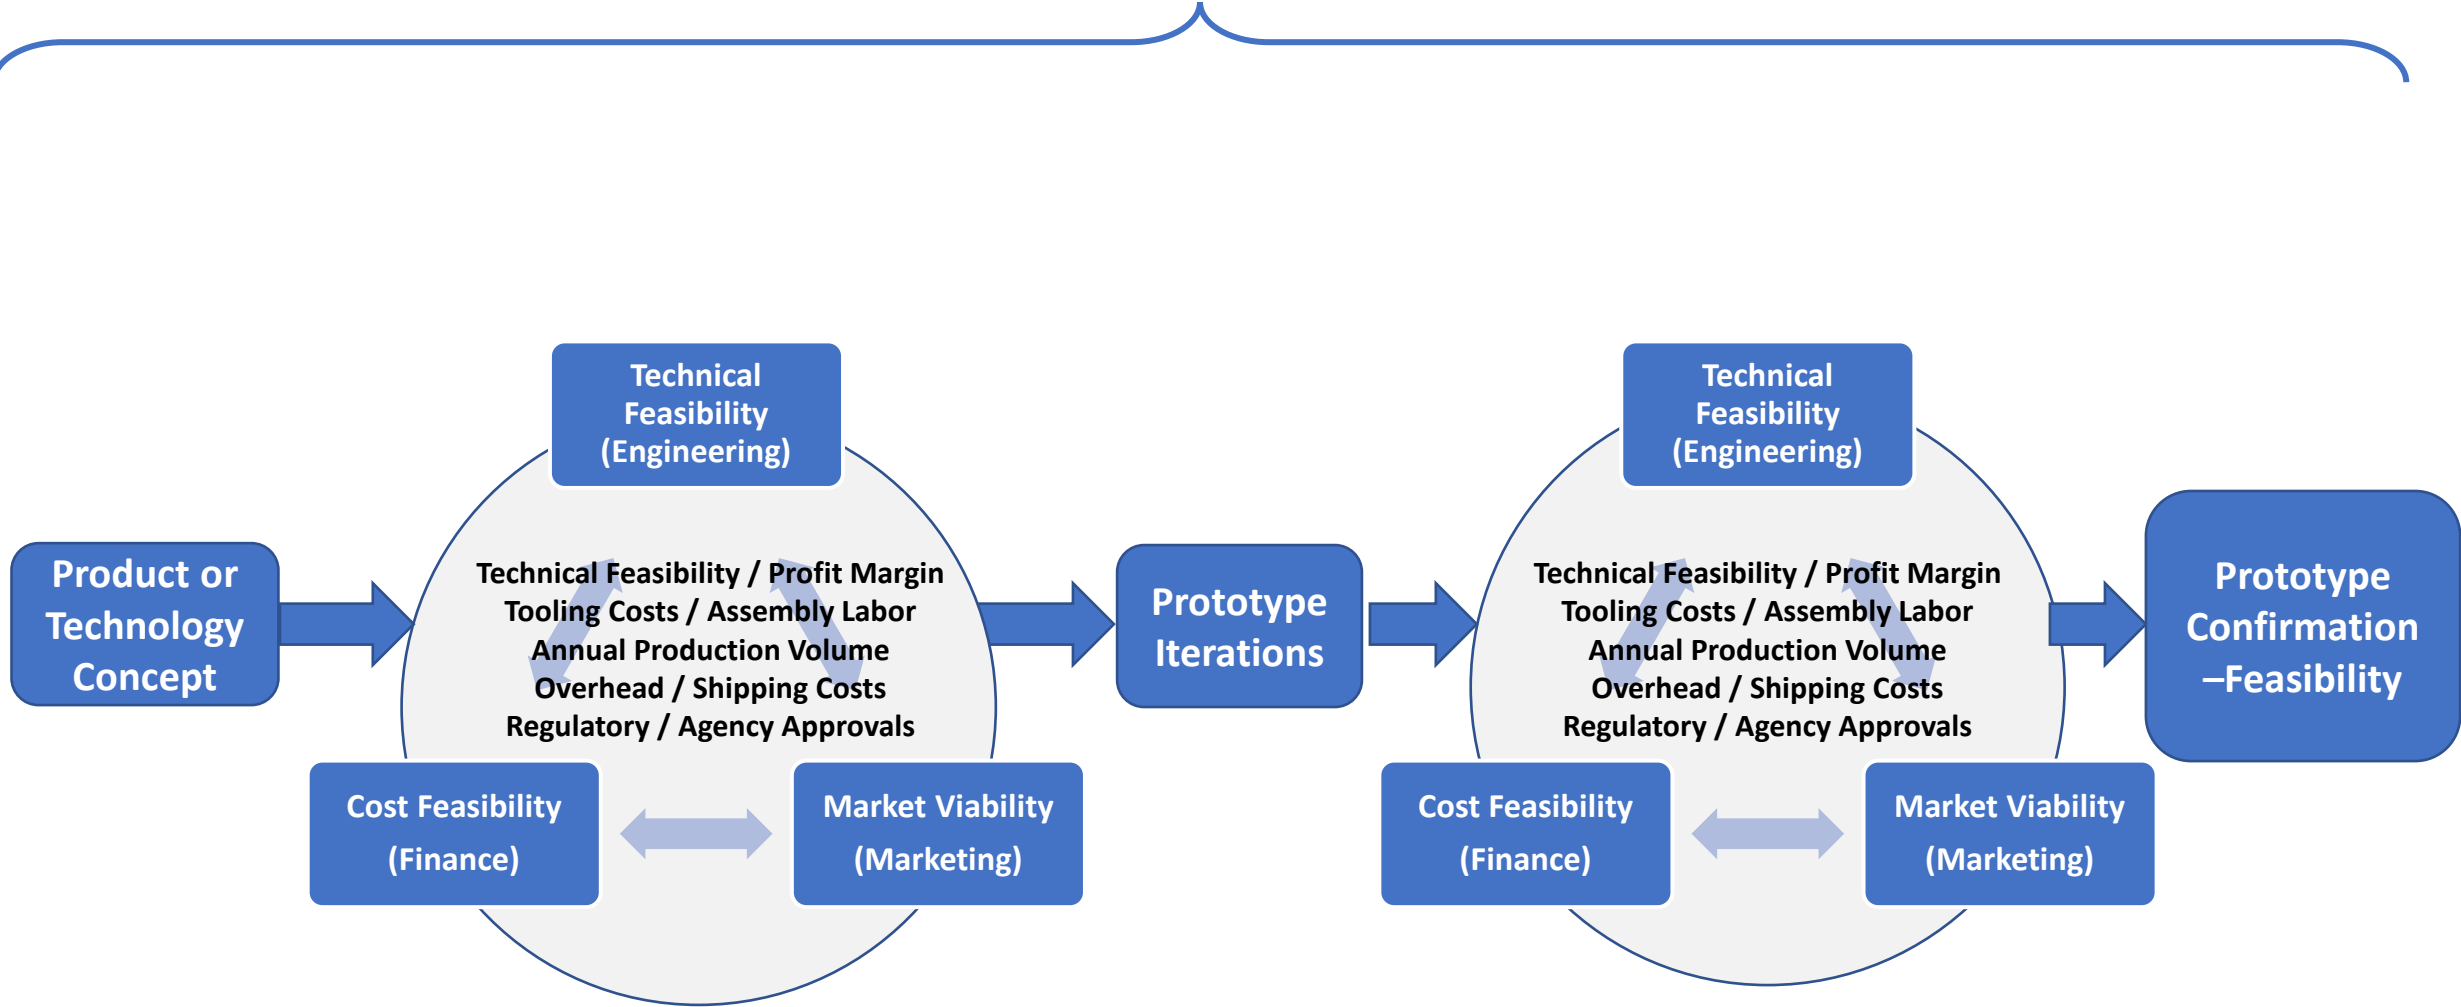 Product or
Technology
Concept
Technical
Feasibility
(Engineering)
Technical Feasibility / Profit Margin
Tooling Costs / Assembly Labor
Annual Production Volume
Overhead / Shipping Costs
Regulatory / Agency Approvals
Cost Feasibility
(Finance)
Market Viability
(Marketing)
Prototype
Iterations
Technical
Feasibility
(Engineering)
Technical Feasibility / Profit Margin
Tooling Costs / Assembly Labor
Annual Production Volume
Overhead / Shipping Costs
Regulatory / Agency Approvals
Cost Feasibility
(Finance)
Market Viability
(Marketing)
Prototype
Confirmation
–Feasibility